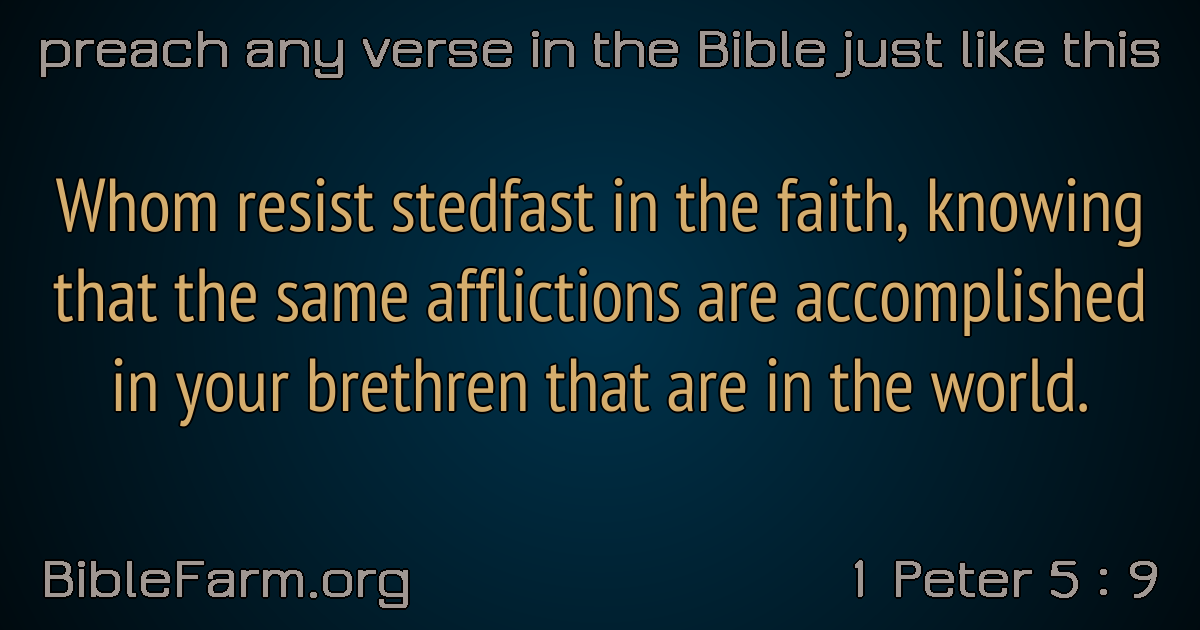 preach any verse in the Bible just like this
Whom resist stedfast in the faith, knowing
that the same afflictions are accomplished
in your brethren that are in the world.
BibleFarm.org
1 Peter 5 : 9